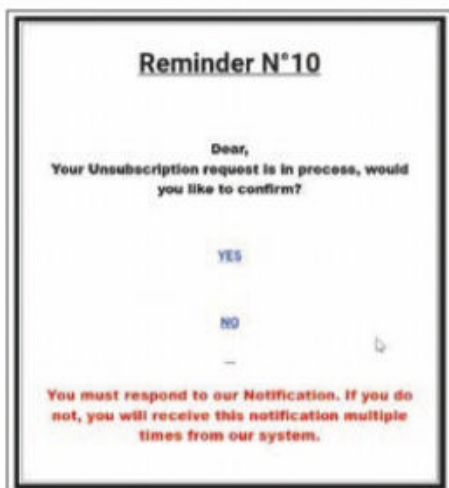 Reminder N°10
Dear,
Your Unsubscription request is in process, would
you like to confirm?
YES
NO
You must respond to our Notification. If you do
not, you will receive this notification multiple
times from our system.